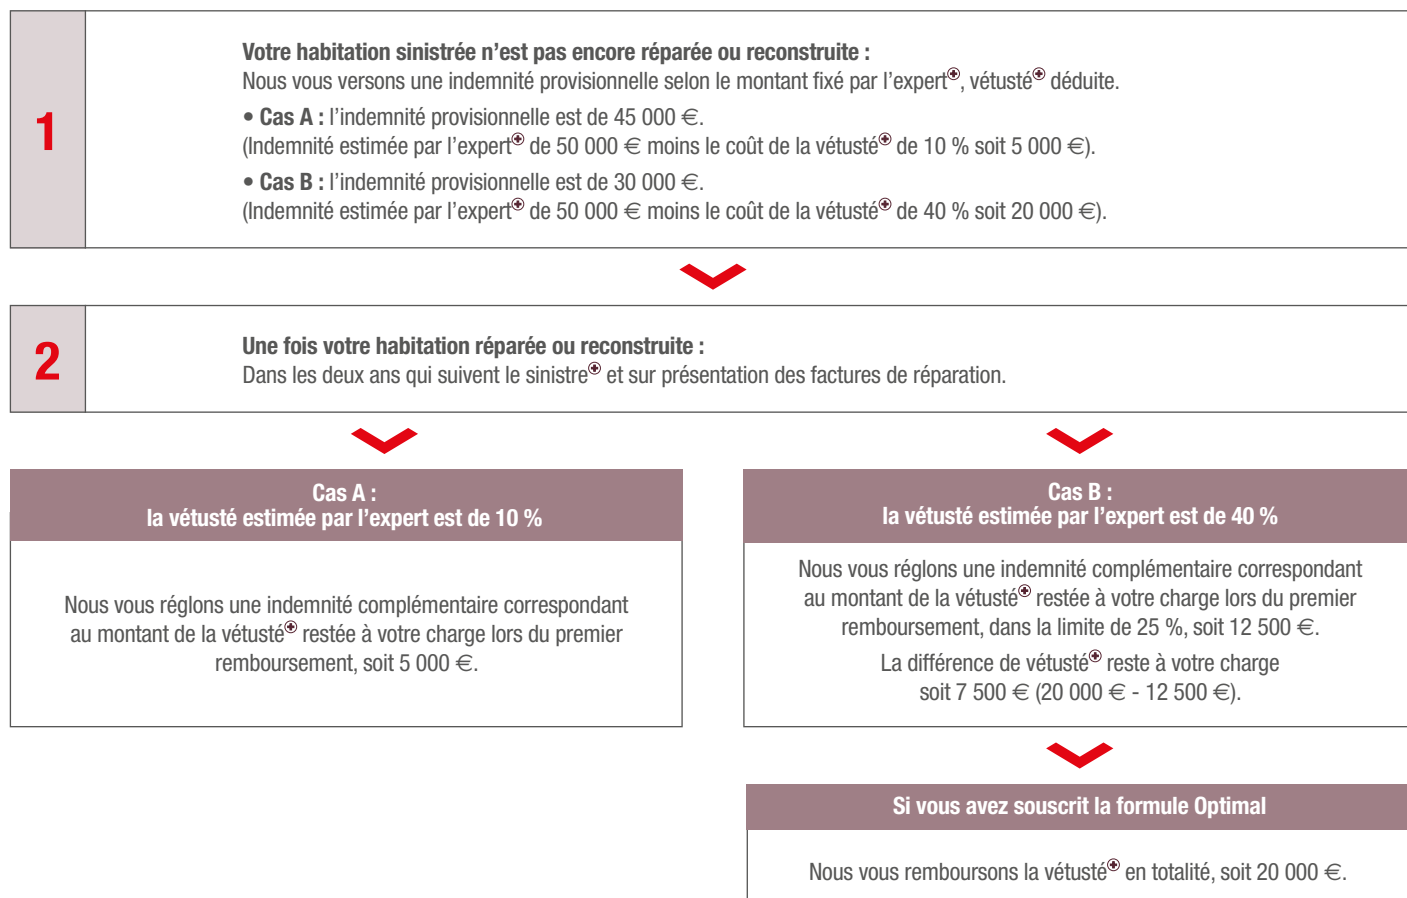 1
Votre habitation sinistrée n'est pas encore réparée ou reconstruite :
Nous vous versons une indemnité provisionnelle selon le montant fixé par l'expert⊕, vétusté⊕ déduite.
• Cas A : l'indemnité provisionnelle est de 45 000 €.
(Indemnité estimée par l'expert⊕ de 50 000 € moins le coût de la vétusté⊕ de 10 % soit 5 000 €).
• Cas B : l'indemnité provisionnelle est de 30 000 €.
(Indemnité estimée par l'expert⊕ de 50 000 € moins le coût de la vétusté⊕ de 40 % soit 20 000 €).
2
Une fois votre habitation réparée ou reconstruite :
Dans les deux ans qui suivent le sinistre⊕ et sur présentation des factures de réparation.
Cas A :
la vétusté estimée par l'expert est de 10 %
Nous vous réglons une indemnité complémentaire correspondant
au montant de la vétusté⊕ restée à votre charge lors du premier
remboursement, soit 5 000 €.
Cas B :
la vétusté estimée par l'expert est de 40 %
Nous vous réglons une indemnité complémentaire correspondant
au montant de la vétusté⊕ restée à votre charge lors du premier
remboursement, dans la limite de 25 %, soit 12 500 €.
La différence de vétusté⊕ reste à votre charge
soit 7 500 € (20 000 € - 12 500 €).
Si vous avez souscrit la formule Optimal
Nous vous remboursons la vétusté⊕ en totalité, soit 20 000 €.